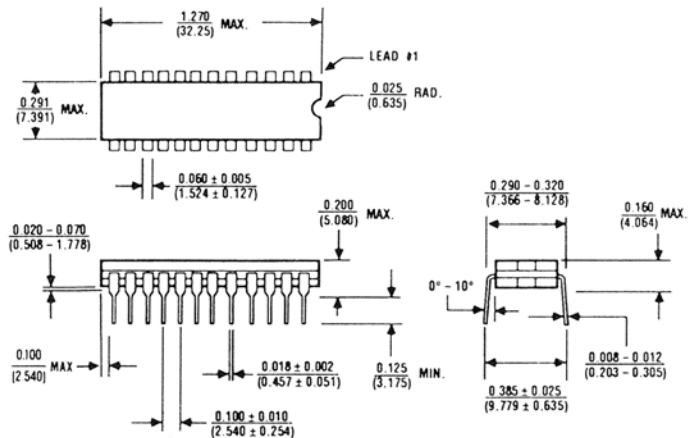 1.270 MAX.
(32.25)
LEAD #1
0.291 MAX.
(7.391)
0.025 RAD.
(0.635)
0.060 ± 0.005
(1.524 ± 0.127)
0.290 – 0.320
(7.366 – 8.128)
0.200 MAX.
(5.080)
0.160 MAX.
(4.064)
0.020 – 0.070
(0.508 – 1.778)
0° – 10°
0.100 MAX
(2.540)
0.018 ± 0.002
(0.457 ± 0.051)
0.125 MIN.
(3.175)
0.008 – 0.012
(0.203 – 0.305)
0.385 ± 0.025
(9.779 ± 0.635)
0.100 ± 0.010
(2.540 ± 0.254)